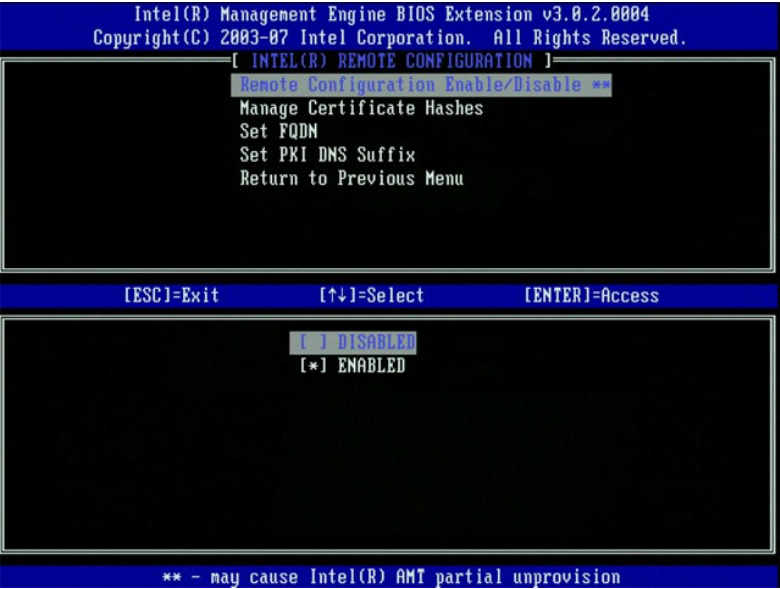 Intel(R) Management Engine BIOS Extension v3.0.2.0004
Copyright(C) 2003-07 Intel Corporation. All Rights Reserved.
[ INTEL(R) REMOTE CONFIGURATION ]
Remote Configuration Enable/Disable **
Manage Certificate Hashes
Set FQDN
Set PKI DNS Suffix
Return to Previous Menu
[ESC]=Exit [↑↓]=Select [ENTER]=Access
[ ] DISABLED
[*] ENABLED
** - may cause Intel(R) AMT partial unprovision